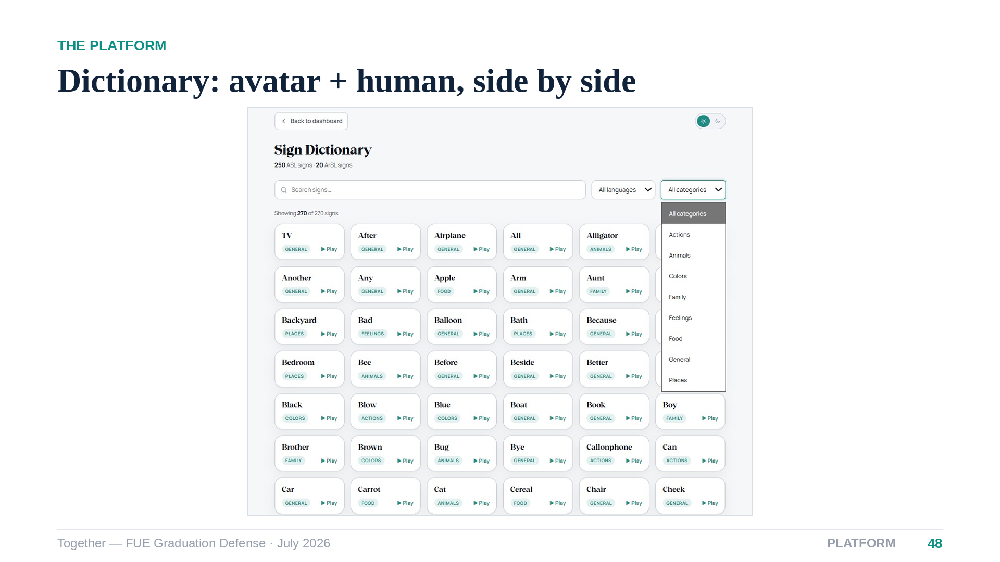 THE PLATFORM
Dictionary: avatar + human, side by side
Back to dashboard
Sign Dictionary
250 ASL signs · 20 ArSL signs
Search signs...
All languages
All categories
Showing 270 of 270 signs
All categories
Actions
Animals
Colors
Family
Feelings
Food
General
Places
TV
GENERAL ▶ Play
After
GENERAL ▶ Play
Airplane
GENERAL ▶ Play
All
GENERAL ▶ Play
Alligator
ANIMALS ▶ Play
Another
GENERAL ▶ Play
Any
GENERAL ▶ Play
Apple
FOOD ▶ Play
Arm
GENERAL ▶ Play
Aunt
FAMILY ▶ Play
Backyard
PLACES ▶ Play
Bad
FEELINGS ▶ Play
Balloon
GENERAL ▶ Play
Bath
PLACES ▶ Play
Because
GENERAL ▶ Play
Bedroom
PLACES ▶ Play
Bee
ANIMALS ▶ Play
Before
GENERAL ▶ Play
Beside
GENERAL ▶ Play
Better
GENERAL ▶ Play
Black
COLORS ▶ Play
Blow
ACTIONS ▶ Play
Blue
COLORS ▶ Play
Boat
GENERAL ▶ Play
Book
GENERAL ▶ Play
Boy
FAMILY ▶ Play
Brother
FAMILY ▶ Play
Brown
COLORS ▶ Play
Bug
ANIMALS ▶ Play
Bye
GENERAL ▶ Play
Callonphone
ACTIONS ▶ Play
Can
ACTIONS ▶ Play
Car
GENERAL ▶ Play
Carrot
FOOD ▶ Play
Cat
ANIMALS ▶ Play
Cereal
FOOD ▶ Play
Chair
GENERAL ▶ Play
Cheek
GENERAL ▶ Play
Together — FUE Graduation Defense · July 2026
PLATFORM
48